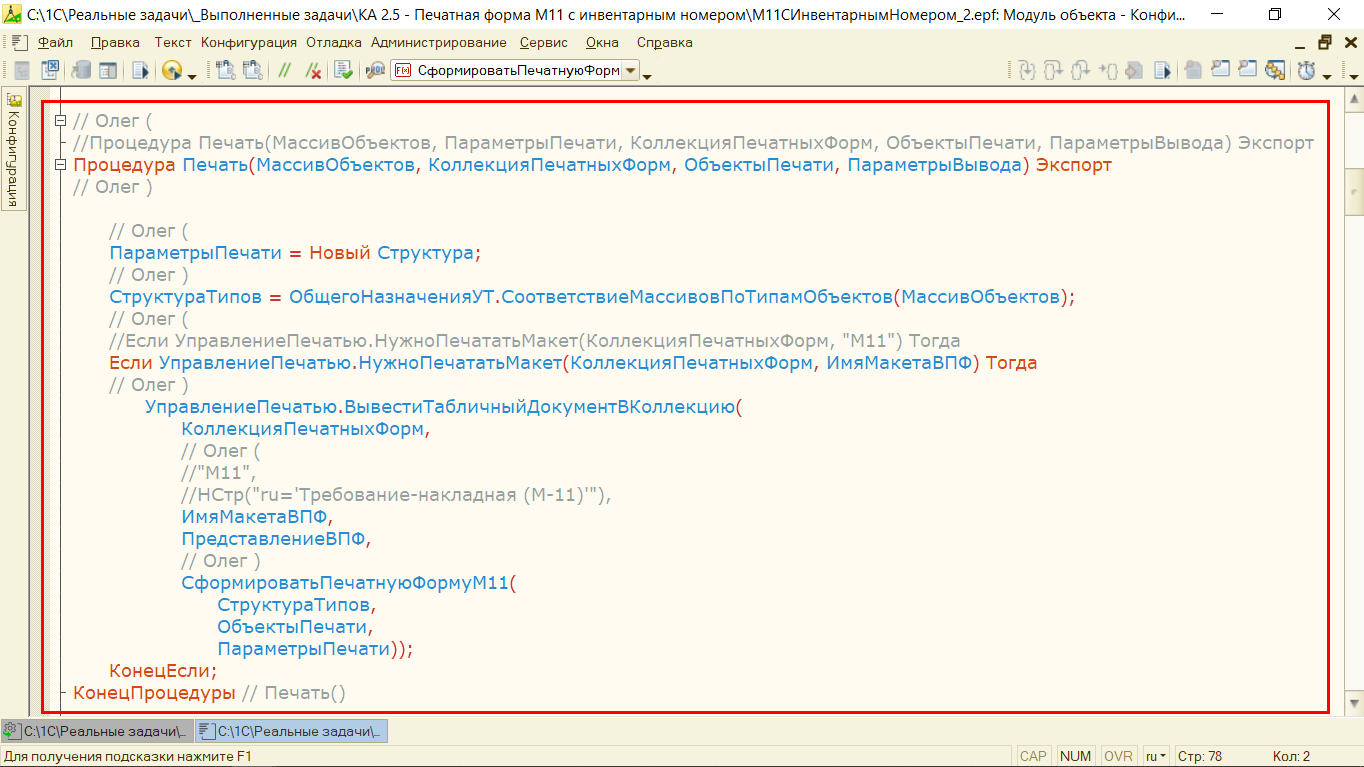 C:\1С\Реальные задачи\_Выполненные задачи\КА 2.5 - Печатная форма М11 с инвентарным номером\М11СИнвентарнымНомером_2.epf: Модуль объекта - Конфи...
Файл Правка Текст Конфигурация Отладка Администрирование Сервис Окна Справка
СформироватьПечатнуюФорм
Конфигурация
// Олег (
//Процедура Печать(МассивОбъектов, ПараметрыПечати, КоллекцияПечатныхФорм, ОбъектыПечати, ПараметрыВывода) Экспорт
Процедура Печать(МассивОбъектов, КоллекцияПечатныхФорм, ОбъектыПечати, ПараметрыВывода) Экспорт
// Олег )
// Олег (
ПараметрыПечати = Новый Структура;
// Олег )
СтруктураТипов = ОбщегоНазначенияУТ.СоответствиеМассивовПоТипамОбъектов(МассивОбъектов);
// Олег (
//Если УправлениеПечатью.НужноПечататьМакет(КоллекцияПечатныхФорм, "М11") Тогда
Если УправлениеПечатью.НужноПечататьМакет(КоллекцияПечатныхФорм, ИмяМакетаВПФ) Тогда
// Олег )
УправлениеПечатью.ВывестиТабличныйДокументВКоллекцию(
КоллекцияПечатныхФорм,
// Олег (
//"М11",
//НСтр("ru='Требование-накладная (М-11)'"),
ИмяМакетаВПФ,
ПредставлениеВПФ,
// Олег )
СформироватьПечатнуюФормуМ11(
СтруктураТипов,
ОбъектыПечати,
ПараметрыПечати));
КонецЕсли;
КонецПроцедуры // Печать()
C:\1С\Реальные задачи\_... C:\1С\Реальные задачи\_...
Для получения подсказки нажмите F1 CAP NUM OVR ru Стр: 78 Кол: 2